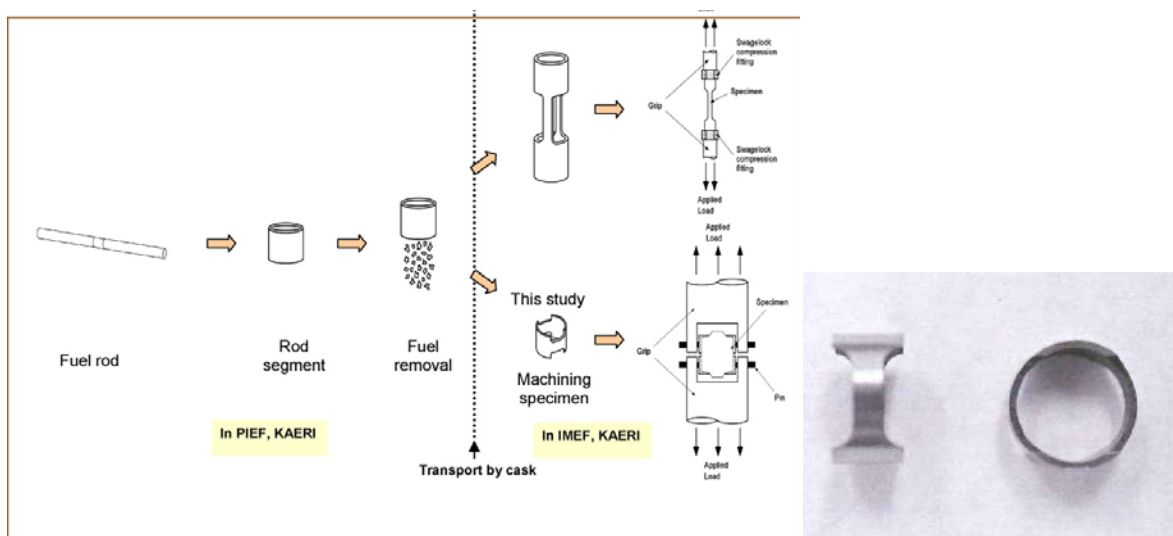 Swagelock
compression
fitting
Specimen
Grip
Swagelock
compression
fitting
Applied
Load
Applied
Load
This study
Specimen
Grip
Pin
Fuel rod
Rod
segment
Fuel
removal
Machining
specimen
In PIEF, KAERI
In IMEF, KAERI
Transport by cask
Applied
Load